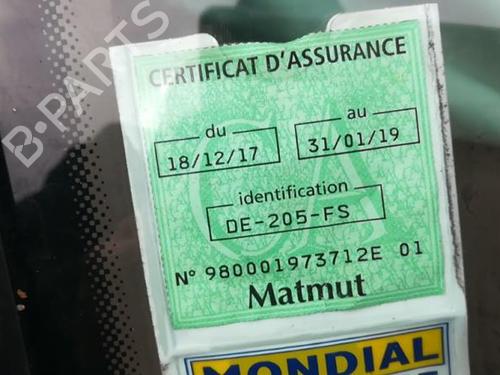 B-PARTS
CERTIFICAT D'ASSURANCE
du
au
18/12/17
31/01/19
identification
DE-205-FS
N° 980001973712E 01
Matmut
MONDIAL